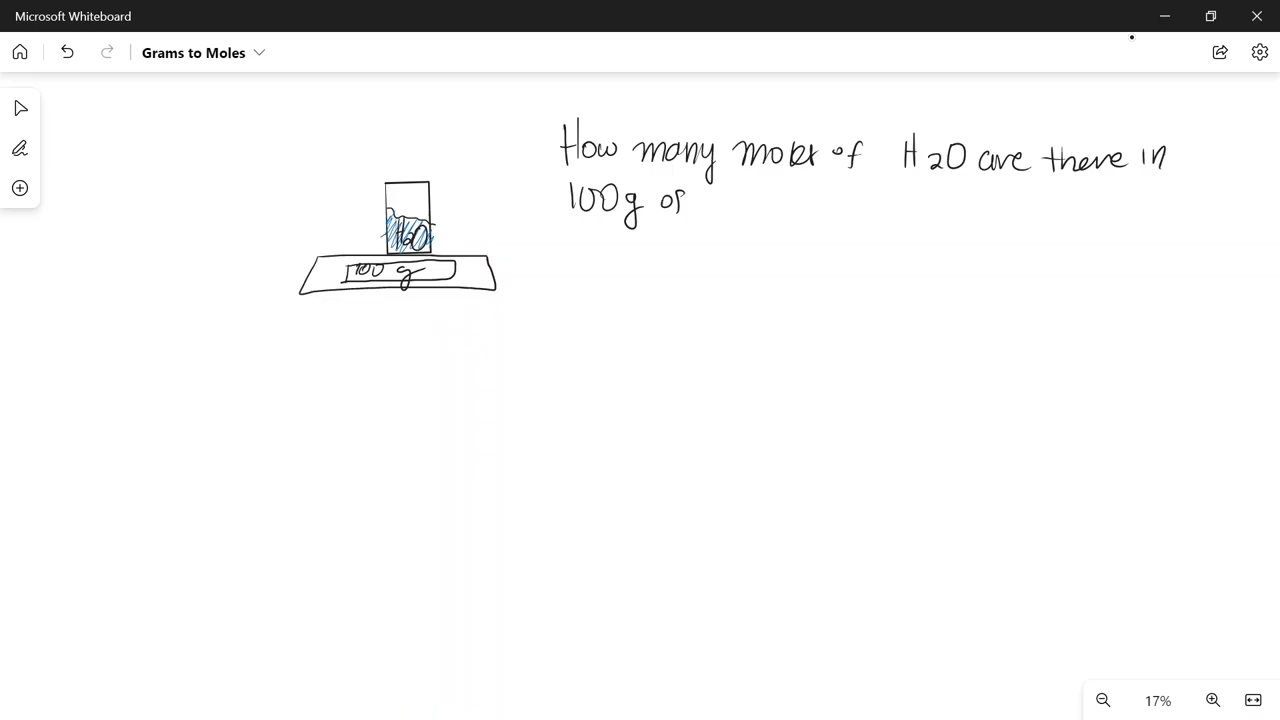 Microsoft Whiteboard
Grams to Moles
How many moles of H2O are there in
100g of
H2O
100 g
17%